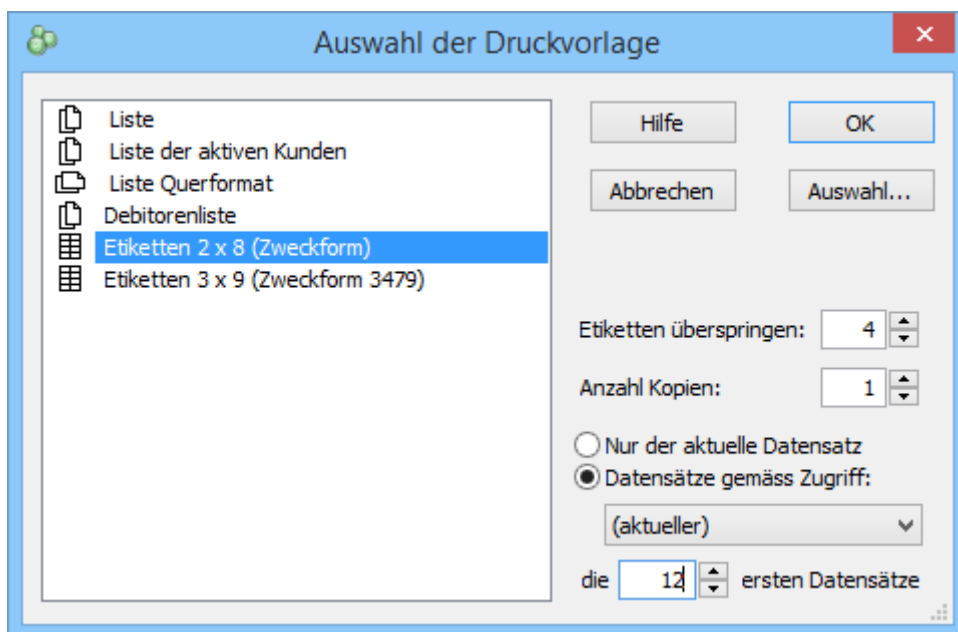 Auswahl der Druckvorlage
Liste
Liste der aktiven Kunden
Liste Querformat
Debitorenliste
Etiketten 2 x 8 (Zweckform)
Etiketten 3 x 9 (Zweckform 3479)
Hilfe
OK
Abbrechen
Auswahl...
Etiketten überspringen: 4
Anzahl Kopien: 1
Nur der aktuelle Datensatz
Datensätze gemäss Zugriff:
(aktueller)
die 12 ersten Datensätze